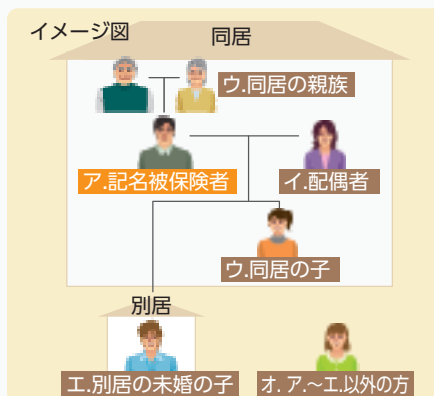 イメージ図
同居
ウ.同居の親族
ア.記名被保険者
イ.配偶者
ウ.同居の子
別居
エ.別居の未婚の子
オ. ア.～エ.以外の方